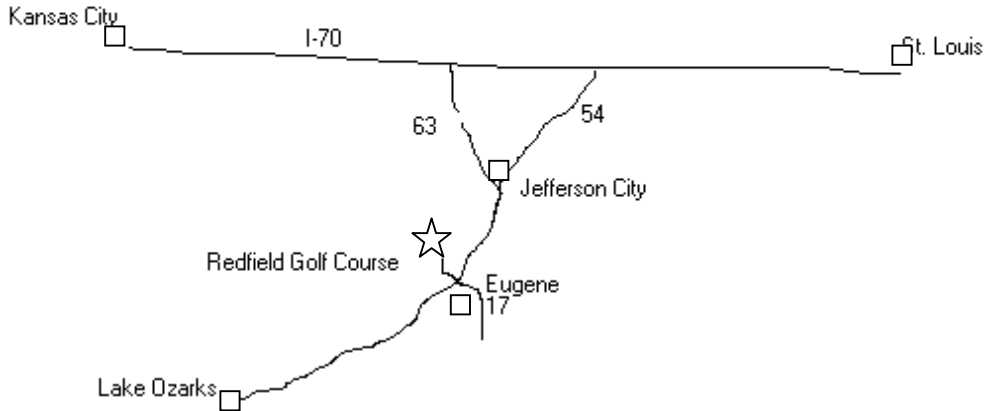 Kansas City
I-70
St. Louis
63
54
Jefferson City
Redfield Golf Course
Eugene
17
Lake Ozarks